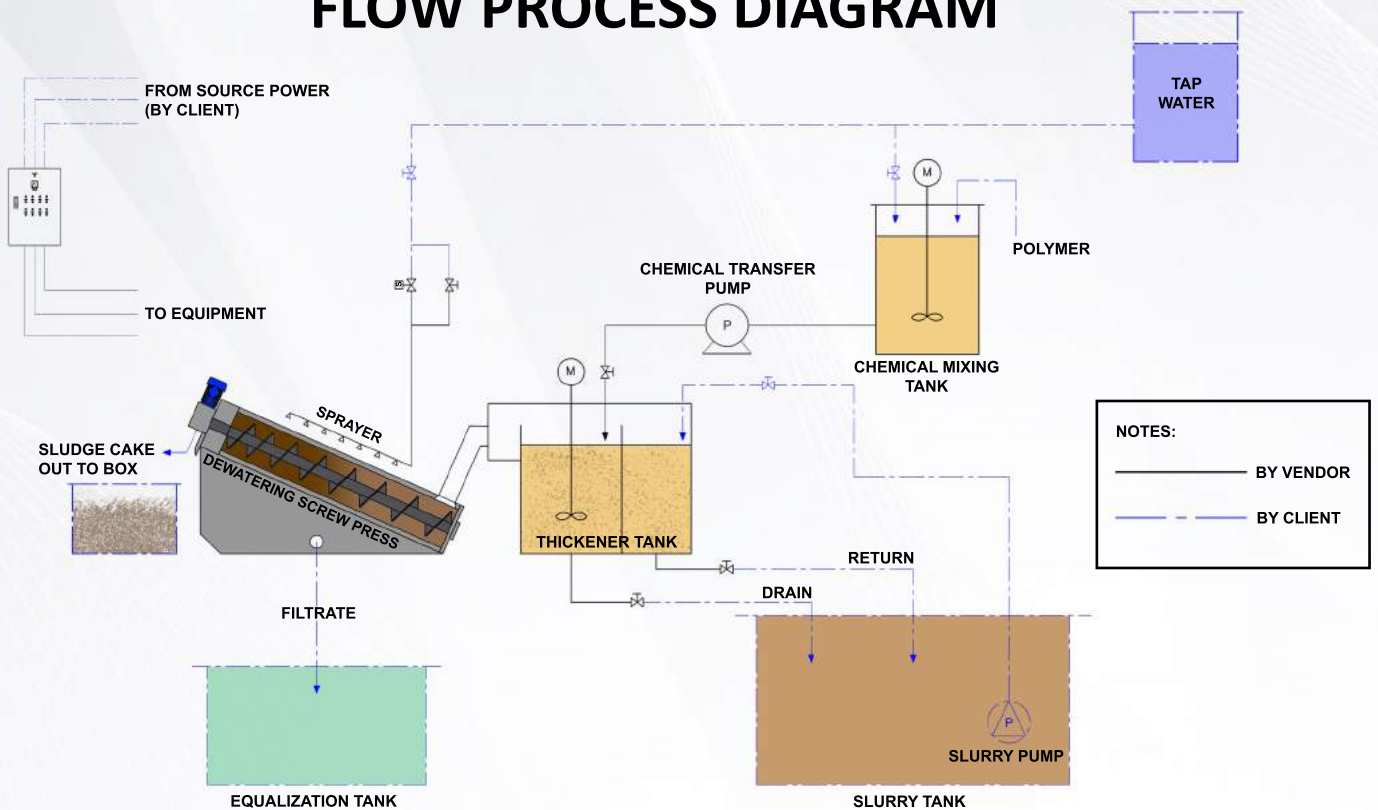 FLOW PROCESS DIAGRAM
FROM SOURCE POWER
(BY CLIENT)
TAP
WATER
M
POLYMER
CHEMICAL TRANSFER
PUMP
P
S
TO EQUIPMENT
CHEMICAL MIXING
TANK
M
SPRAYER
SLUDGE CAKE
OUT TO BOX
DEWATERING SCREW PRESS
THICKENER TANK
NOTES:
BY VENDOR
BY CLIENT
RETURN
DRAIN
FILTRATE
P
SLURRY PUMP
EQUALIZATION TANK
SLURRY TANK